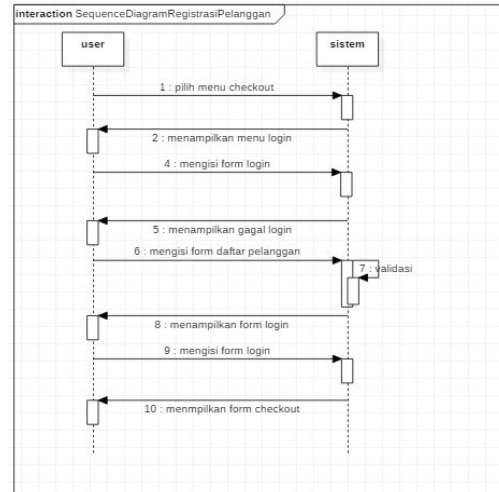 interaction SequenceDiagramRegistrasiPelanggan
user
sistem
1 : pilih menu checkout
2 : menampilkan menu login
4 : mengisi form login
5 : menampilkan gagal login
6 : mengisi form daftar pelanggan
7 : validasi
8 : menampilkan form login
9 : mengisi form login
10 : menmpilkan form checkout